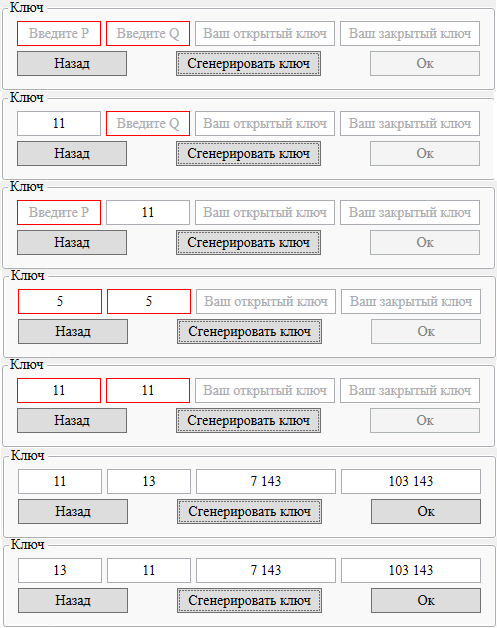 Ключ
Введите P Введите Q Ваш открытый ключ Ваш закрытый ключ
Назад Сгенерировать ключ Ок
Ключ
11 Введите Q Ваш открытый ключ Ваш закрытый ключ
Назад Сгенерировать ключ Ок
Ключ
Введите P 11 Ваш открытый ключ Ваш закрытый ключ
Назад Сгенерировать ключ Ок
Ключ
5 5 Ваш открытый ключ Ваш закрытый ключ
Назад Сгенерировать ключ Ок
Ключ
11 11 Ваш открытый ключ Ваш закрытый ключ
Назад Сгенерировать ключ Ок
Ключ
11 13 7 143 103 143
Назад Сгенерировать ключ Ок
Ключ
13 11 7 143 103 143
Назад Сгенерировать ключ Ок